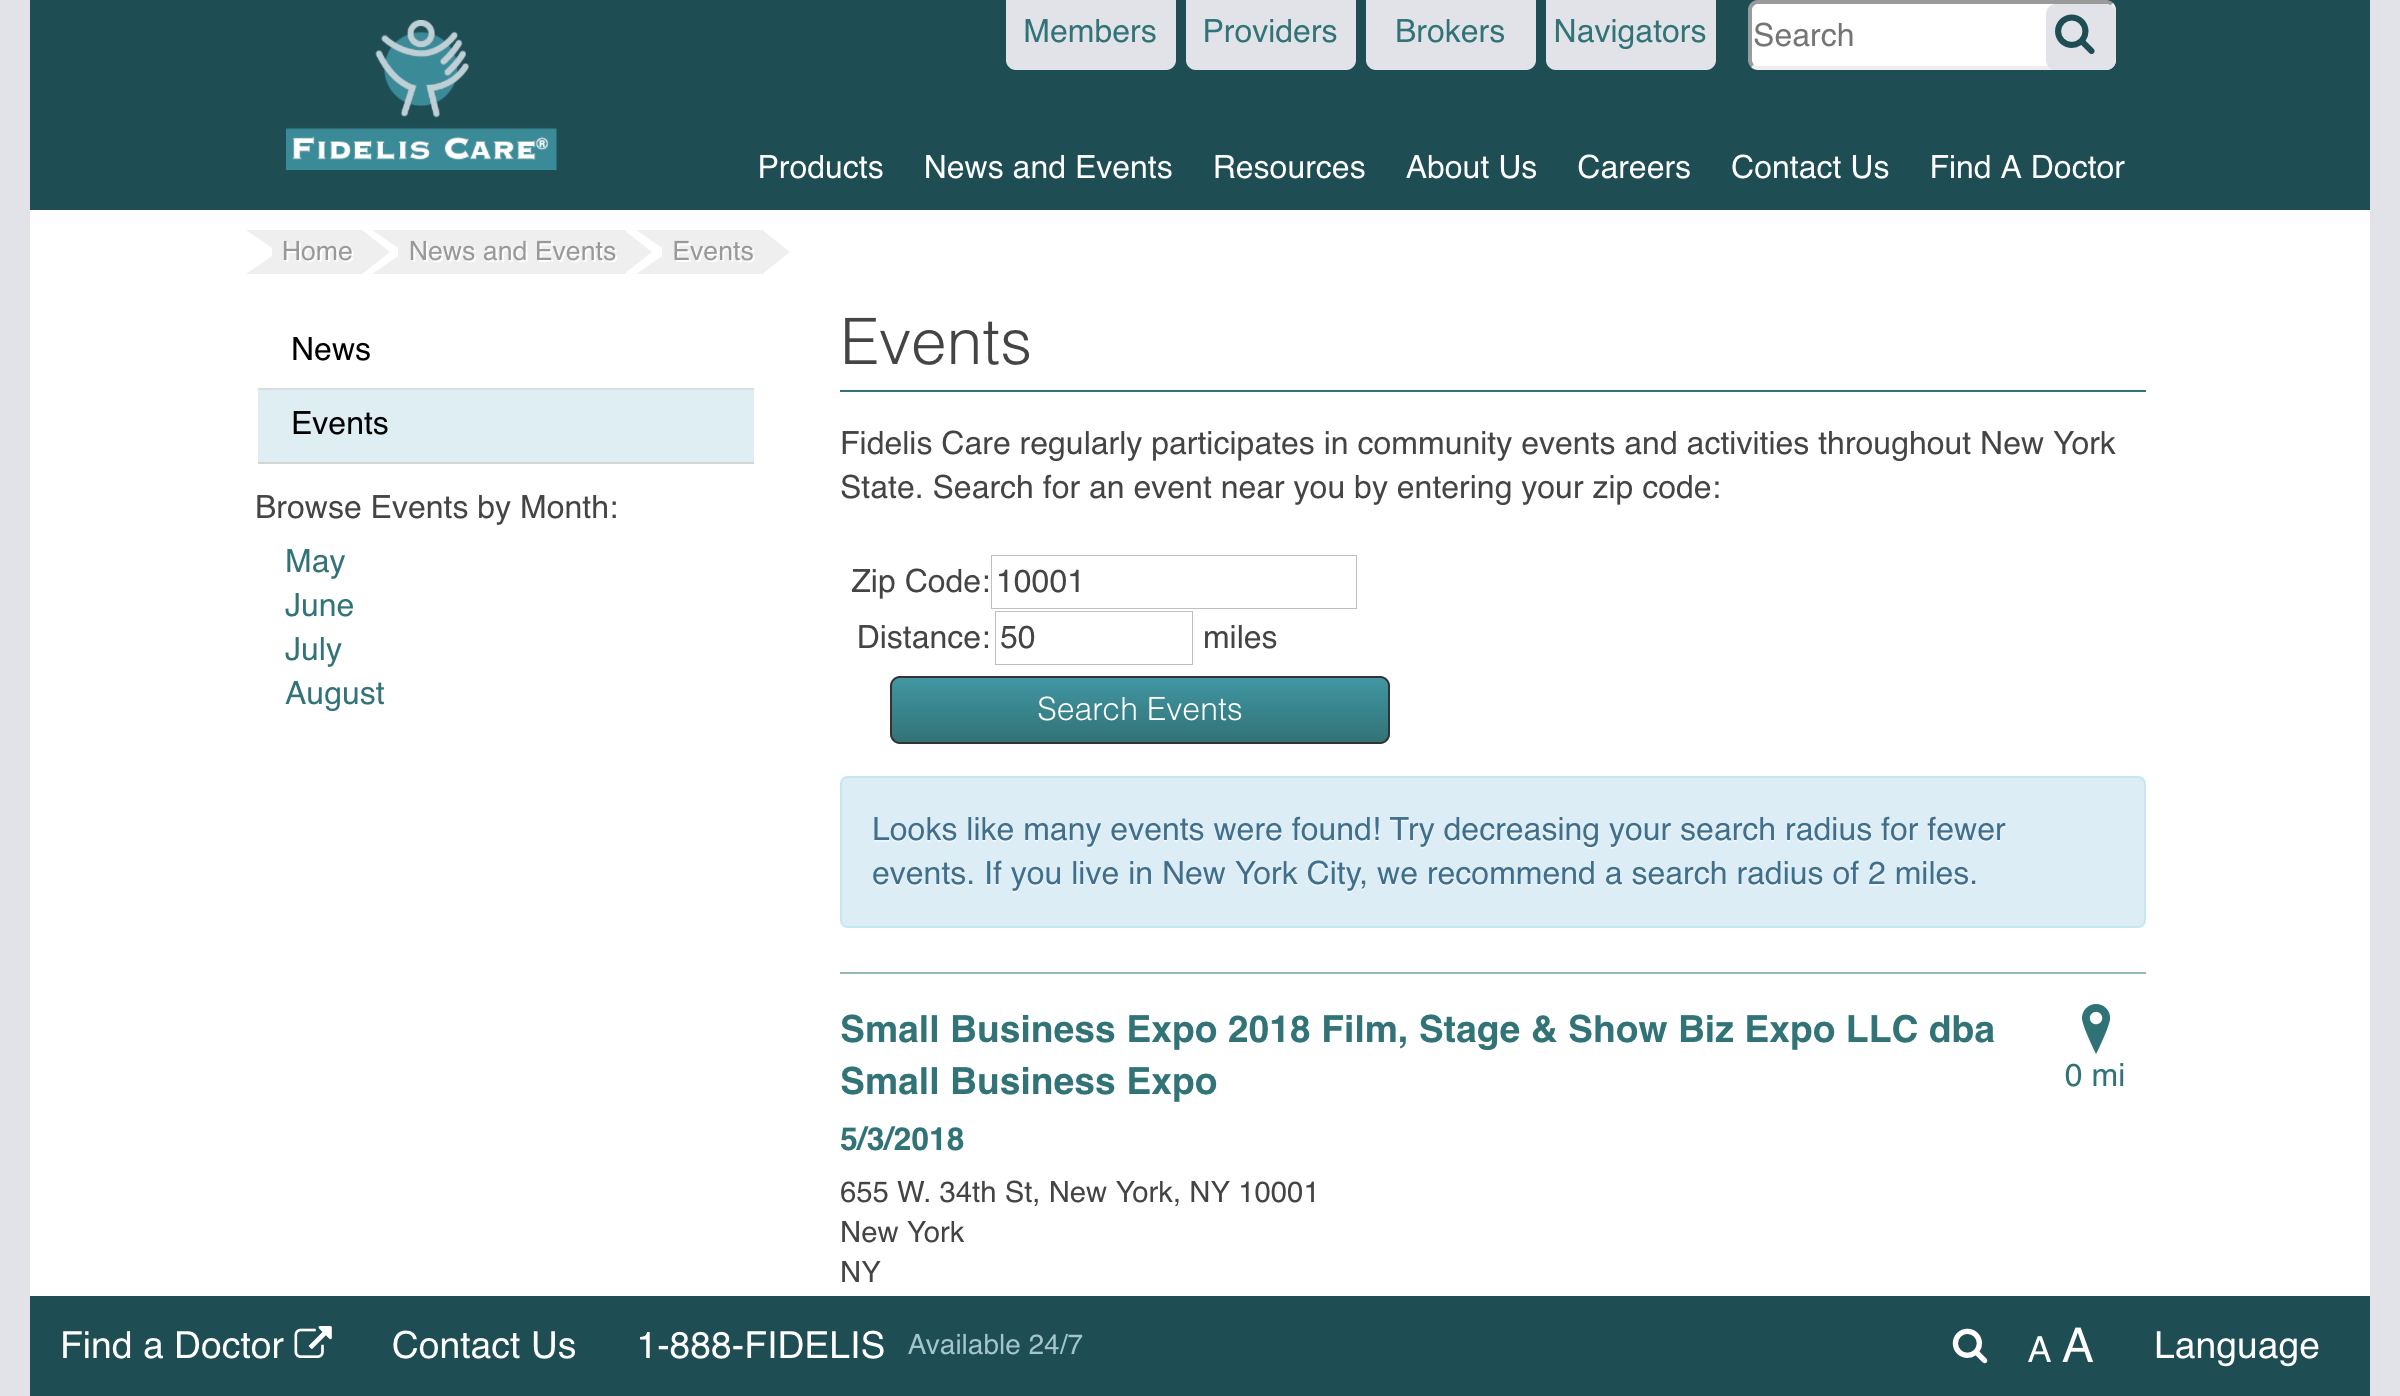 Members Providers Brokers Navigators Search
FIDELIS CARE®
Products News and Events Resources About Us Careers Contact Us Find A Doctor
Home News and Events Events
News
Events
Browse Events by Month:
May
June
July
August
Events
Fidelis Care regularly participates in community events and activities throughout New York
State. Search for an event near you by entering your zip code:
Zip Code: 10001
Distance: 50 miles
Search Events
Looks like many events were found! Try decreasing your search radius for fewer
events. If you live in New York City, we recommend a search radius of 2 miles.
Small Business Expo 2018 Film, Stage & Show Biz Expo LLC dba
Small Business Expo
0 mi
5/3/2018
655 W. 34th St, New York, NY 10001
New York
NY
Find a Doctor Contact Us 1-888-FIDELIS Available 24/7 A A Language